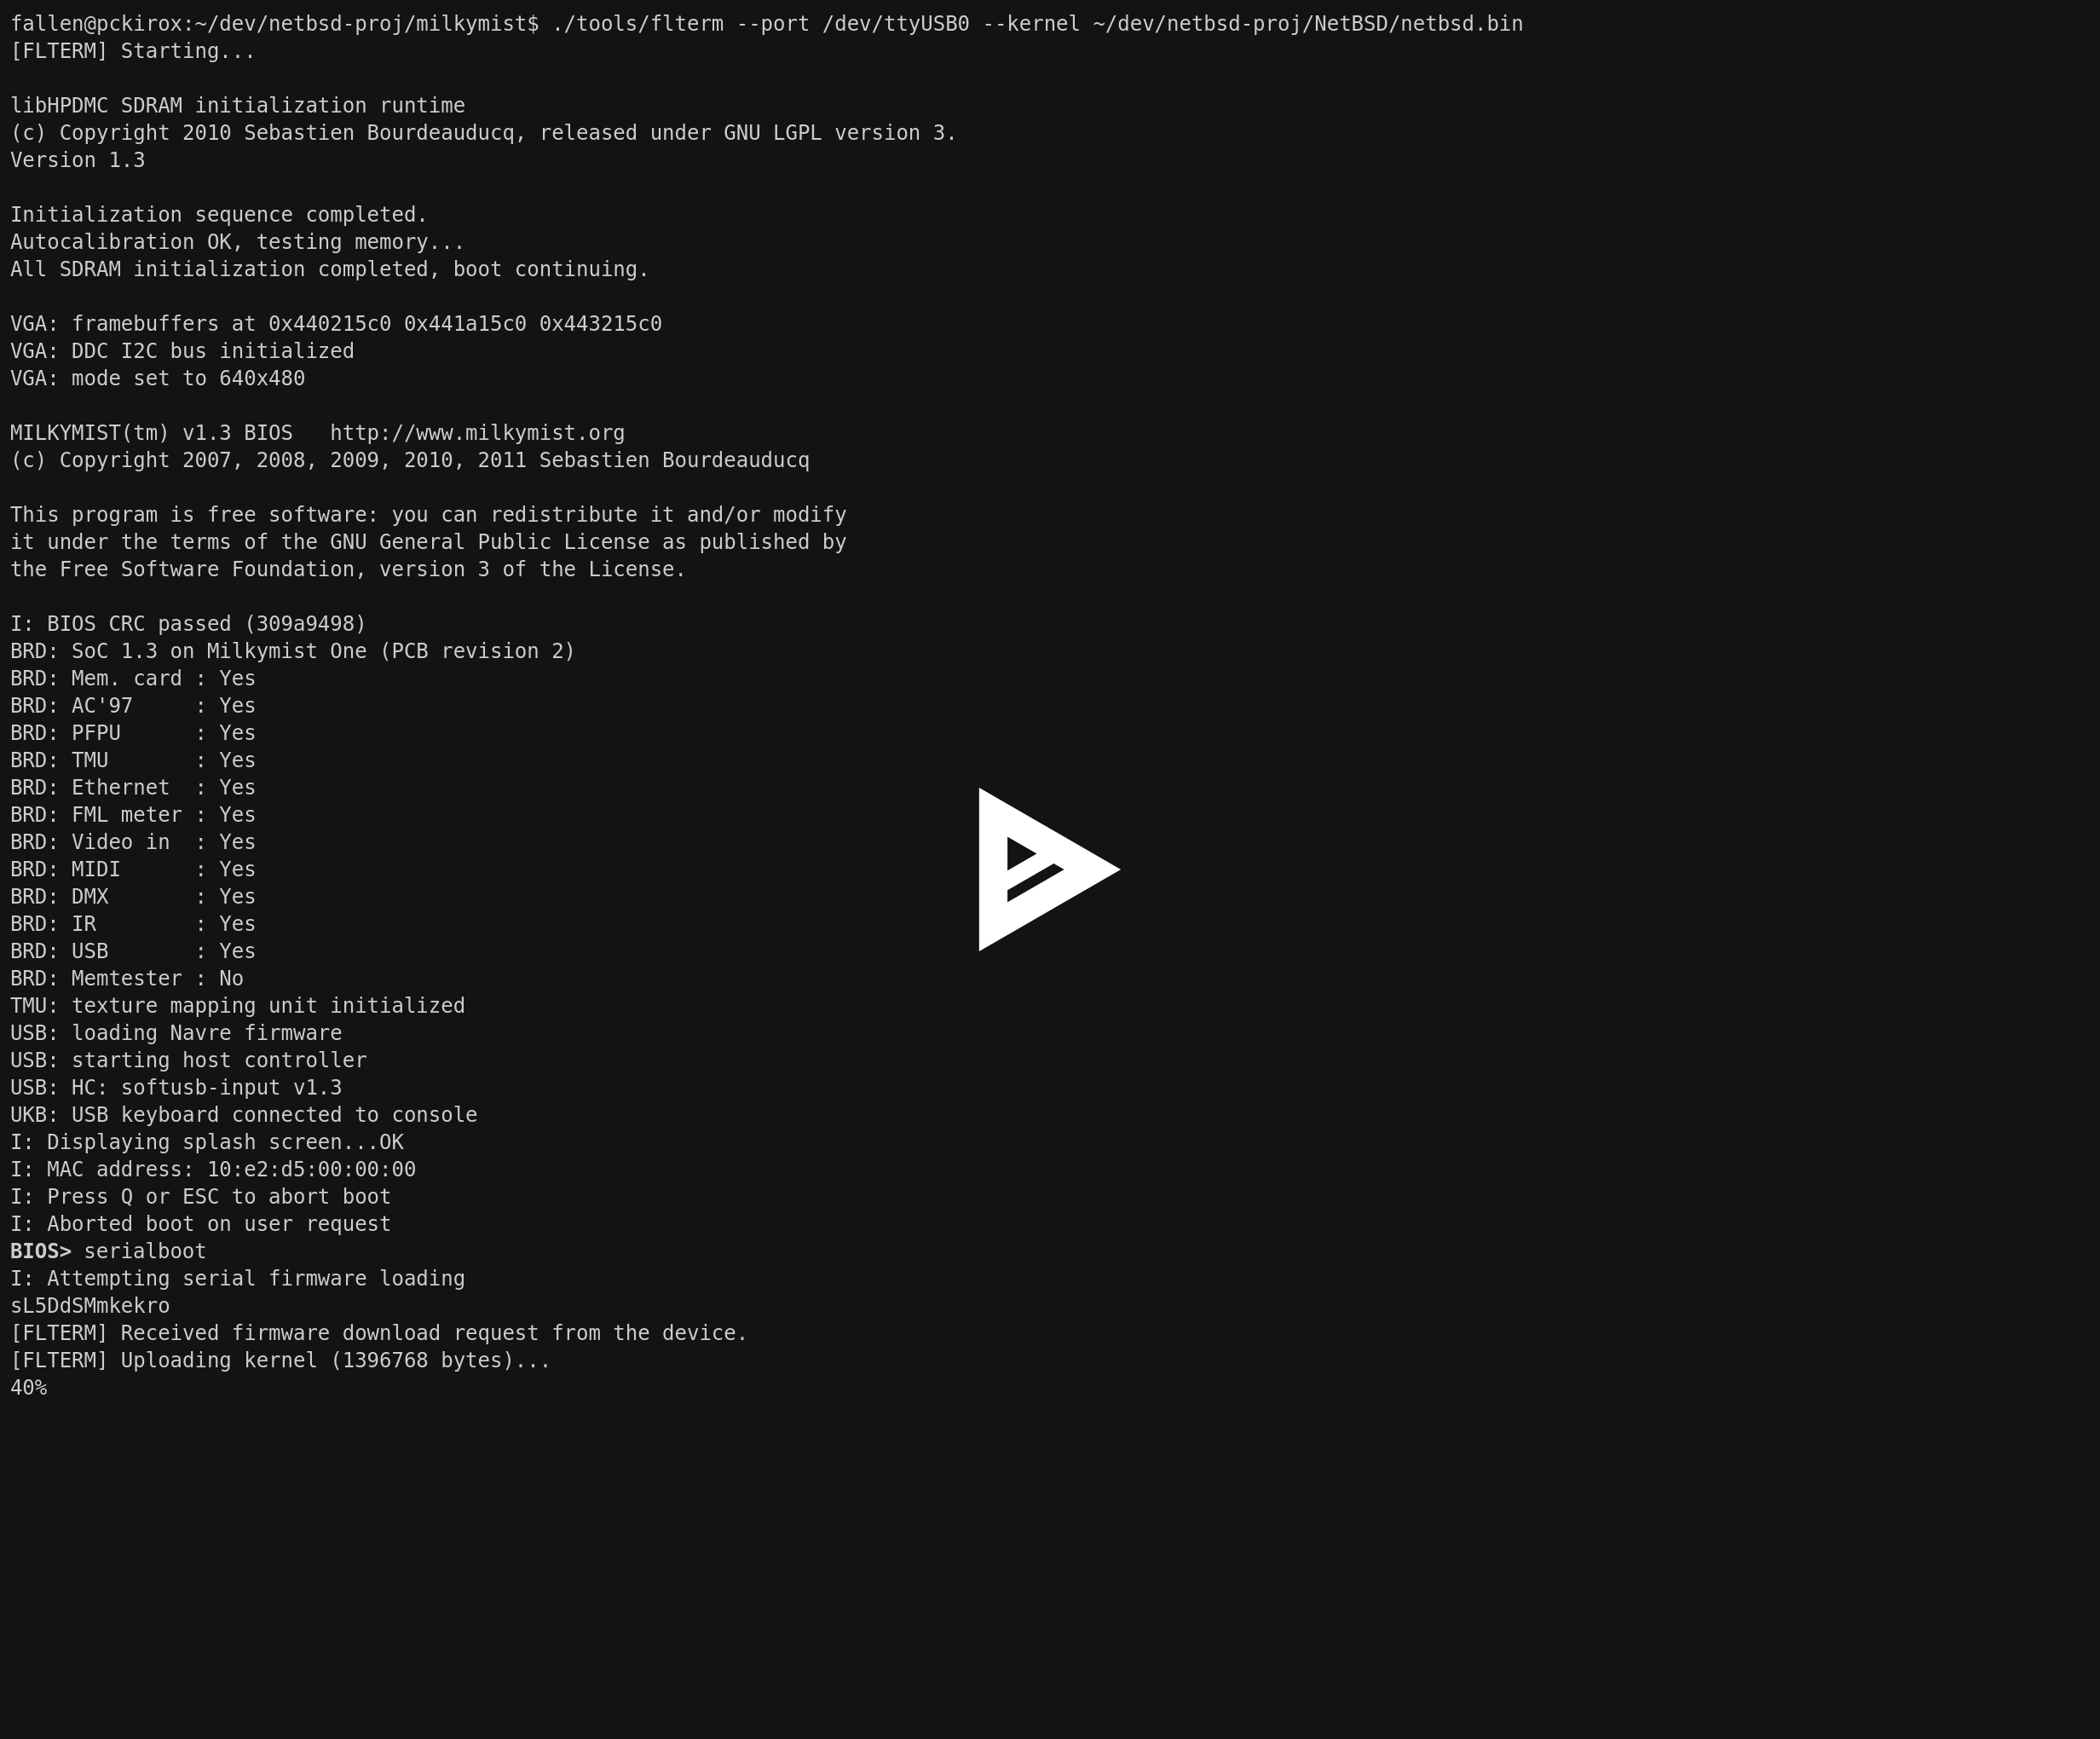 fallen@pckirox:~/dev/netbsd-proj/milkymist$ ./tools/flterm --port /dev/ttyUSB0 --kernel ~/dev/netbsd-proj/NetBSD/netbsd.bin
[FLTERM] Starting...

libHPDMC SDRAM initialization runtime
(c) Copyright 2010 Sebastien Bourdeauducq, released under GNU LGPL version 3.
Version 1.3

Initialization sequence completed.
Autocalibration OK, testing memory...
All SDRAM initialization completed, boot continuing.

VGA: framebuffers at 0x440215c0 0x441a15c0 0x443215c0
VGA: DDC I2C bus initialized
VGA: mode set to 640x480

MILKYMIST(tm) v1.3 BIOS   http://www.milkymist.org
(c) Copyright 2007, 2008, 2009, 2010, 2011 Sebastien Bourdeauducq

This program is free software: you can redistribute it and/or modify
it under the terms of the GNU General Public License as published by
the Free Software Foundation, version 3 of the License.

I: BIOS CRC passed (309a9498)
BRD: SoC 1.3 on Milkymist One (PCB revision 2)
BRD: Mem. card : Yes
BRD: AC'97     : Yes
BRD: PFPU      : Yes
BRD: TMU       : Yes
BRD: Ethernet  : Yes
BRD: FML meter : Yes
BRD: Video in  : Yes
BRD: MIDI      : Yes
BRD: DMX       : Yes
BRD: IR        : Yes
BRD: USB       : Yes
BRD: Memtester : No
TMU: texture mapping unit initialized
USB: loading Navre firmware
USB: starting host controller
USB: HC: softusb-input v1.3
UKB: USB keyboard connected to console
I: Displaying splash screen...OK
I: MAC address: 10:e2:d5:00:00:00
I: Press Q or ESC to abort boot
I: Aborted boot on user request
BIOS> serialboot
I: Attempting serial firmware loading
sL5DdSMmkekro
[FLTERM] Received firmware download request from the device.
[FLTERM] Uploading kernel (1396768 bytes)...
40%